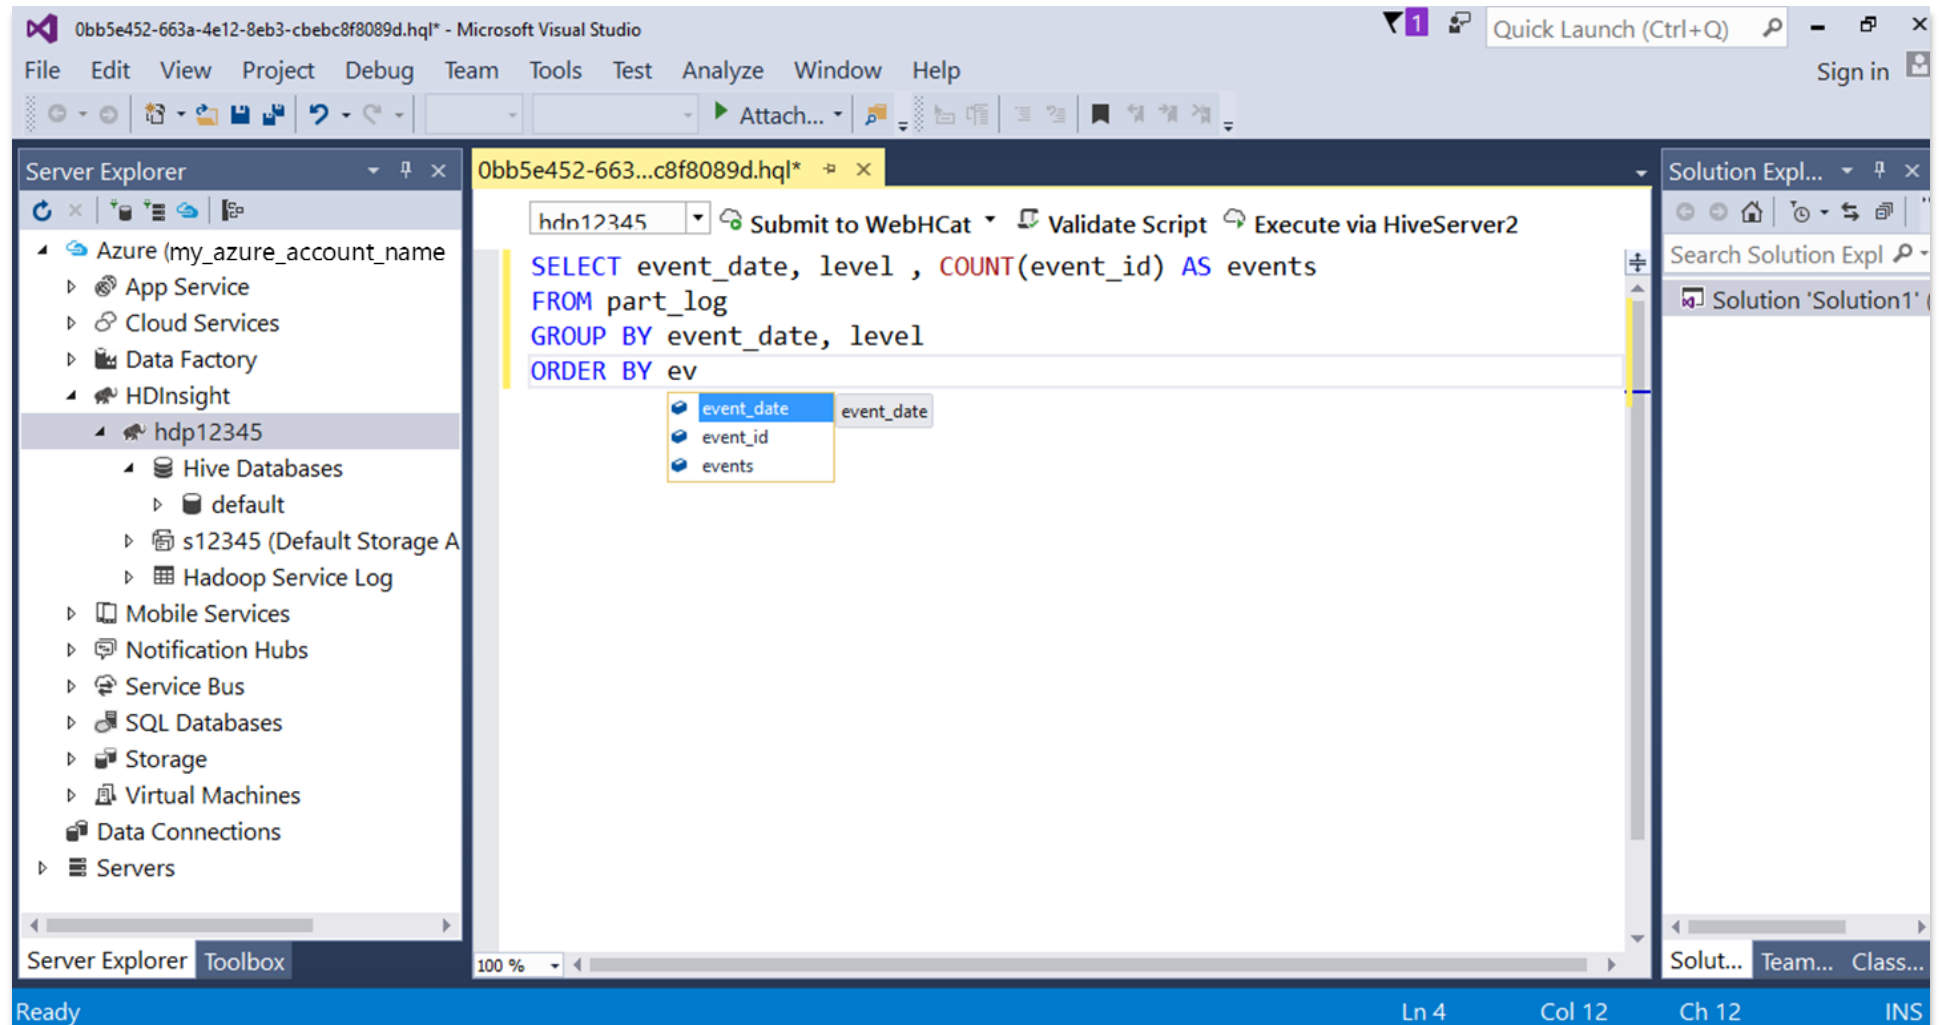 0bb5e452-663a-4e12-8eb3-cbebc8f8089d.hql* - Microsoft Visual Studio
1
Quick Launch (Ctrl+Q)
File Edit View Project Debug Team Tools Test Analyze Window Help
Sign in
Attach...
Server Explorer
Azure (my_azure_account_name
App Service
Cloud Services
Data Factory
HDInsight
hdp12345
Hive Databases
default
s12345 (Default Storage A
Hadoop Service Log
Mobile Services
Notification Hubs
Service Bus
SQL Databases
Storage
Virtual Machines
Data Connections
Servers
Server Explorer Toolbox
0bb5e452-663...c8f8089d.hql*
hdp12345 Submit to WebHCat Validate Script Execute via HiveServer2
SELECT event_date, level , COUNT(event_id) AS events
FROM part_log
GROUP BY event_date, level
ORDER BY ev
event_date event_date
event_id
events
100 %
Solution Expl...
Search Solution Expl
Solution 'Solution1' (
Solut... Team... Class...
Ready Ln 4 Col 12 Ch 12 INS